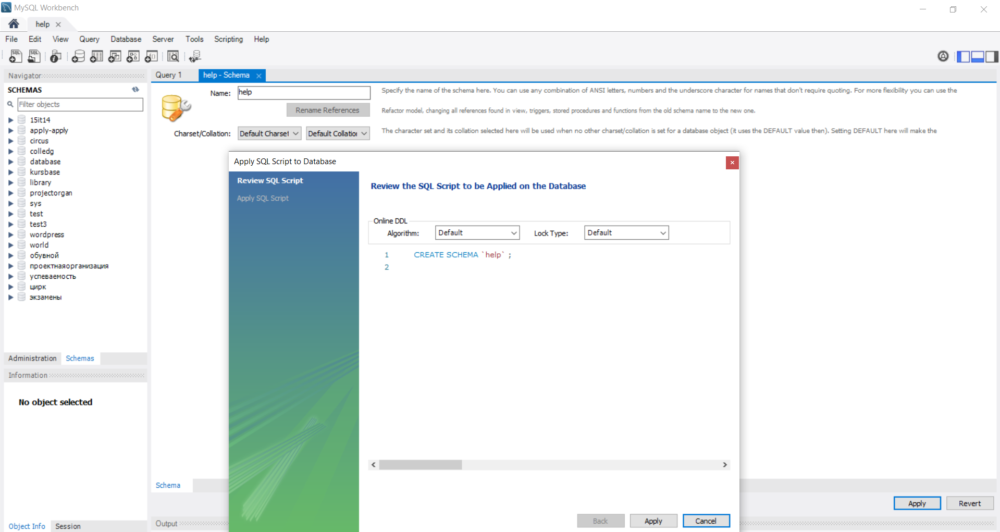 MySQL Workbench
help
File Edit View Query Database Server Tools Scripting Help
Navigator
SCHEMAS
Filter objects
15it14
apply-apply
circus
colledg
database
kursbase
library
projectorgan
sys
test
test3
wordpress
world
обувной
проектнаяорганизация
успеваемость
цирк
экзамены
Administration Schemas
Information
No object selected
Object Info Session
Query 1 help - Schema
Name: help
Specify the name of the schema here. You can use any combination of ANSI letters, numbers and the underscore character for names that don't require quoting. For more flexibility you can use the
Rename References
Refactor model, changing all references found in view, triggers, stored procedures and functions from the old schema name to the new one.
Charset/Collation: Default Charset Default Collation
The character set and its collation selected here will be used when no other charset/collation is set for a database object (it uses the DEFAULT value then). Setting DEFAULT here will make the
Apply SQL Script to Database
Review SQL Script
Apply SQL Script
Review the SQL Script to be Applied on the Database
Online DDL
Algorithm: Default Lock Type: Default
1 CREATE SCHEMA `help` ;
2
Back Apply Cancel
Schema
Apply Revert
Output